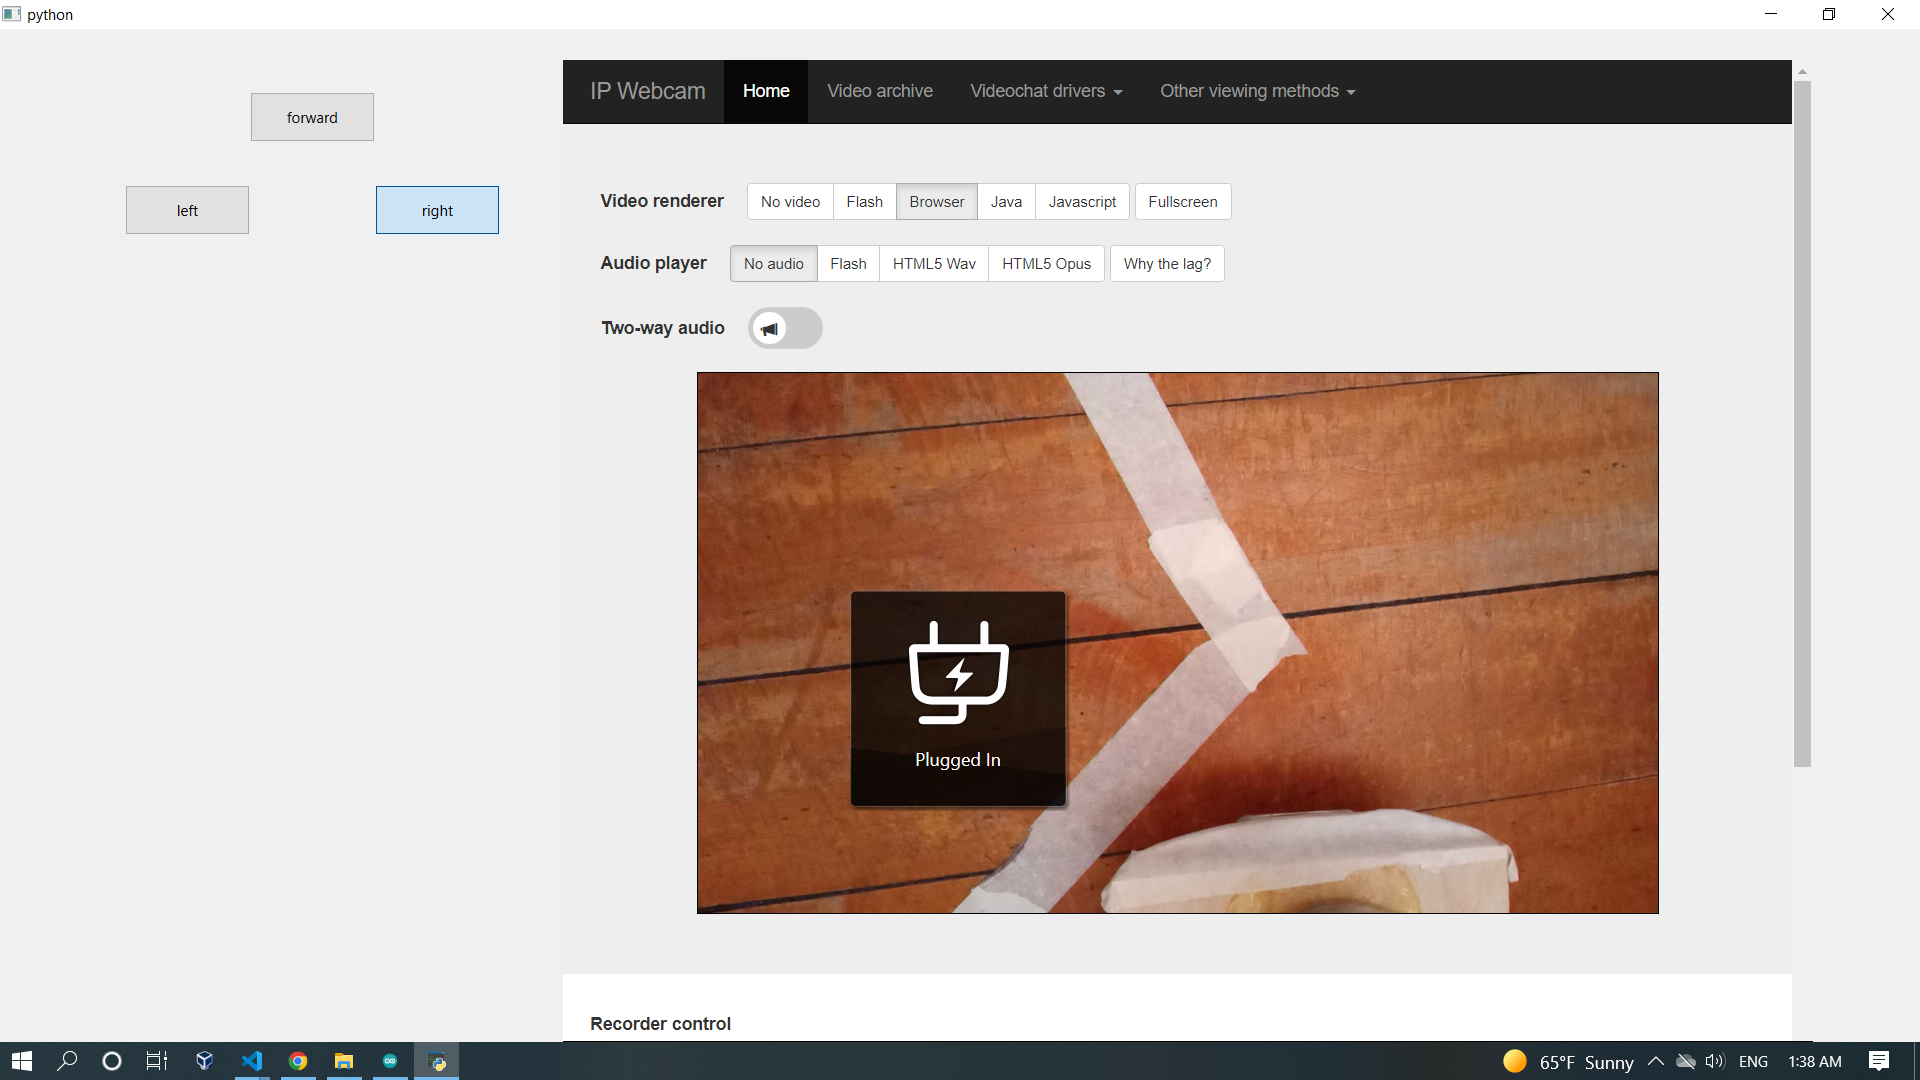 python
forward
left
right
IP Webcam Home Video archive Videochat drivers Other viewing methods
Video renderer No video Flash Browser Java Javascript Fullscreen
Audio player No audio Flash HTML5 Wav HTML5 Opus Why the lag?
Two-way audio
Plugged In
Recorder control
65°F Sunny ENG 1:38 AM